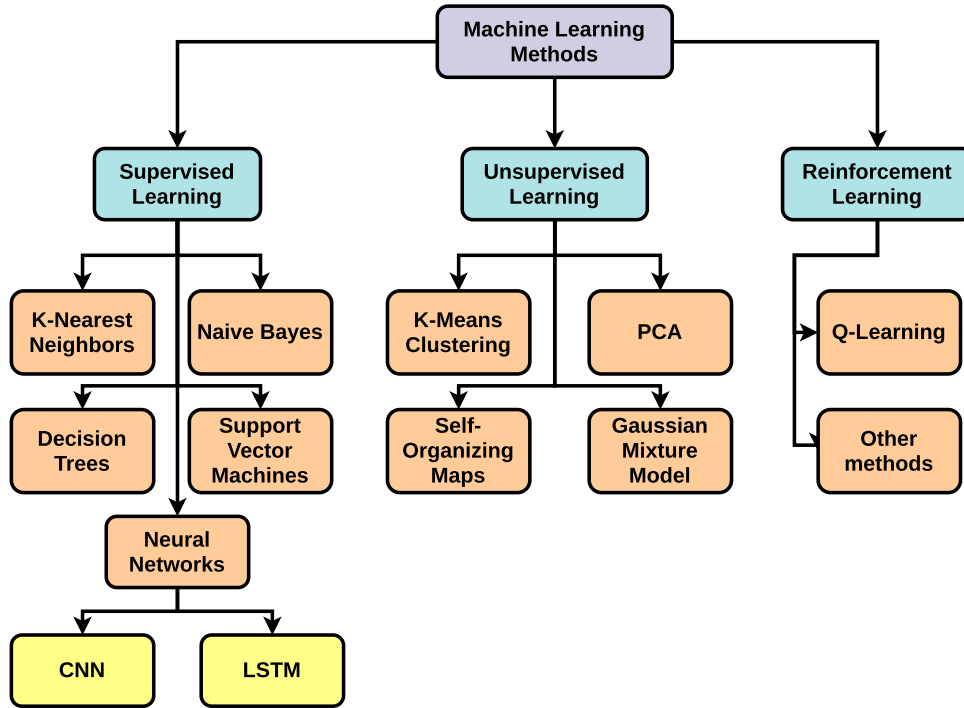 Machine Learning
Methods
Supervised
Learning
Unsupervised
Learning
Reinforcement
Learning
K-Nearest
Neighbors
Naive Bayes
K-Means
Clustering
PCA
Q-Learning
Decision
Trees
Support
Vector
Machines
Self-
Organizing
Maps
Gaussian
Mixture
Model
Other
methods
Neural
Networks
CNN
LSTM